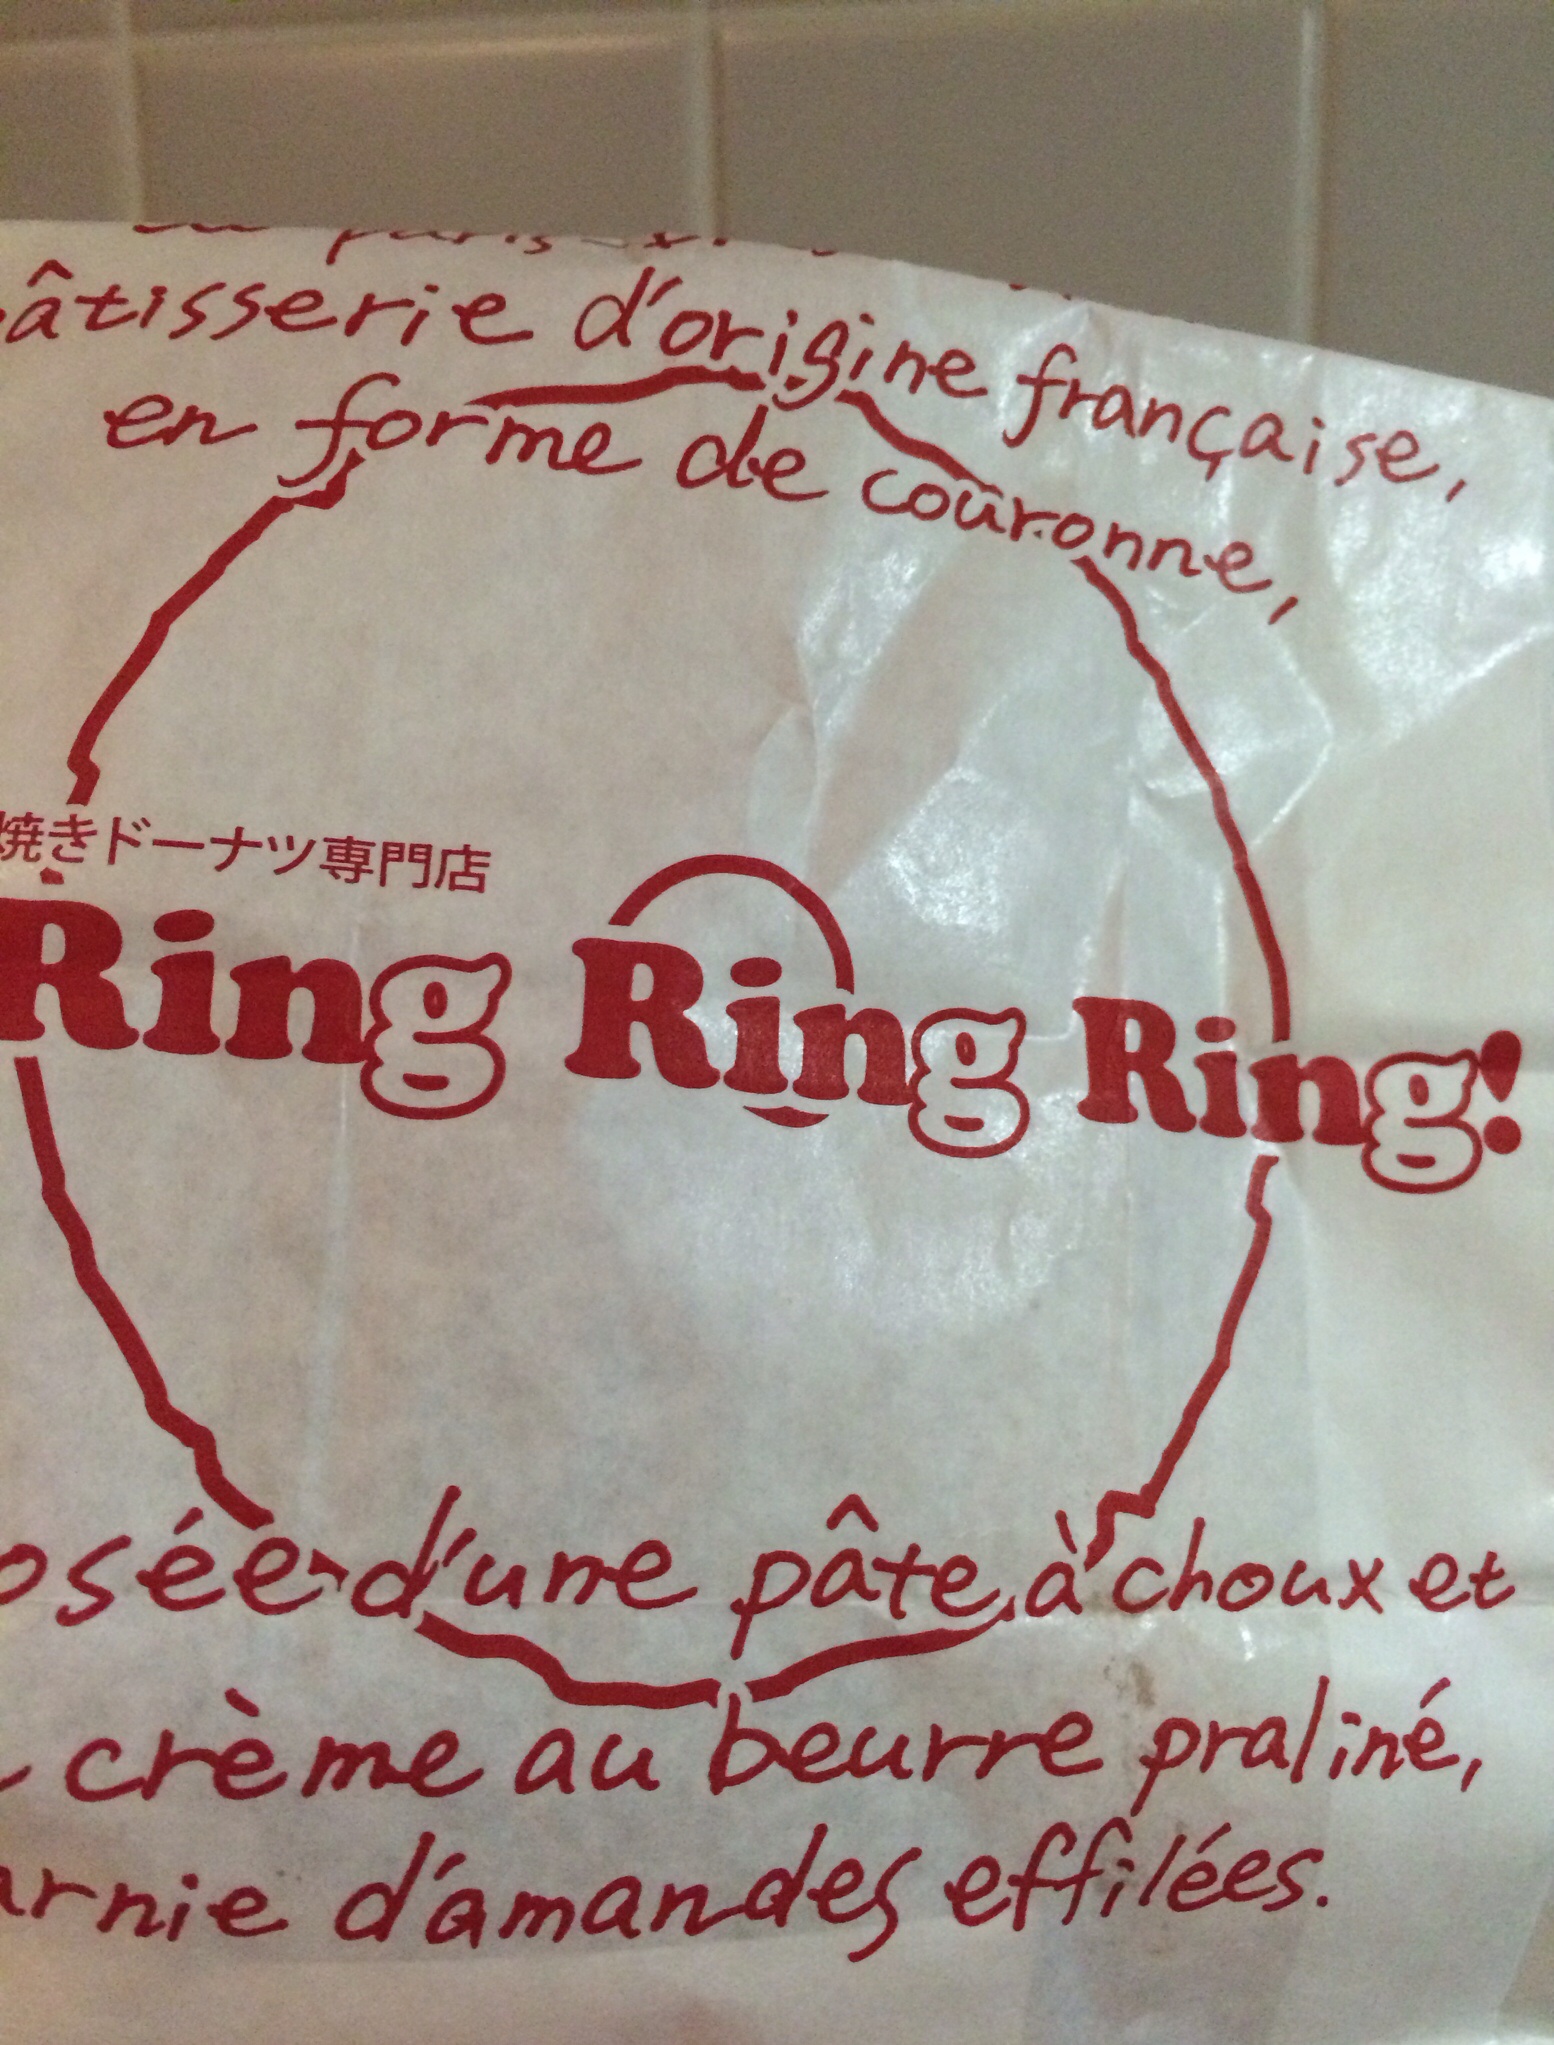 pâtisserie d'origine française,
en forme de couronne,
焼きドーナツ専門店
Ring Ring Ring!
osée d'une pâte à choux et
crème au beurre praliné,
arnie d'amandes effilées.